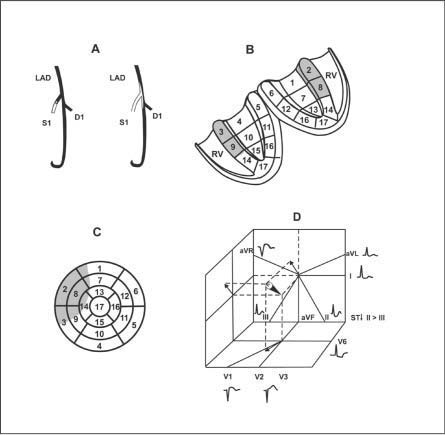 A
B
LAD
LAD
S1
D1
S1
D1
1
2
RV
6
8
7
5
12
13
14
4
11
16
17
3
10
9
16
RV
15
14
17
C
D
1
7
2
8
13
12
6
14
17
16
3
9
15
11
5
10
4
aVR
aVL
I
III
aVF
II
ST↓ II > III
V6
V1
V2
V3